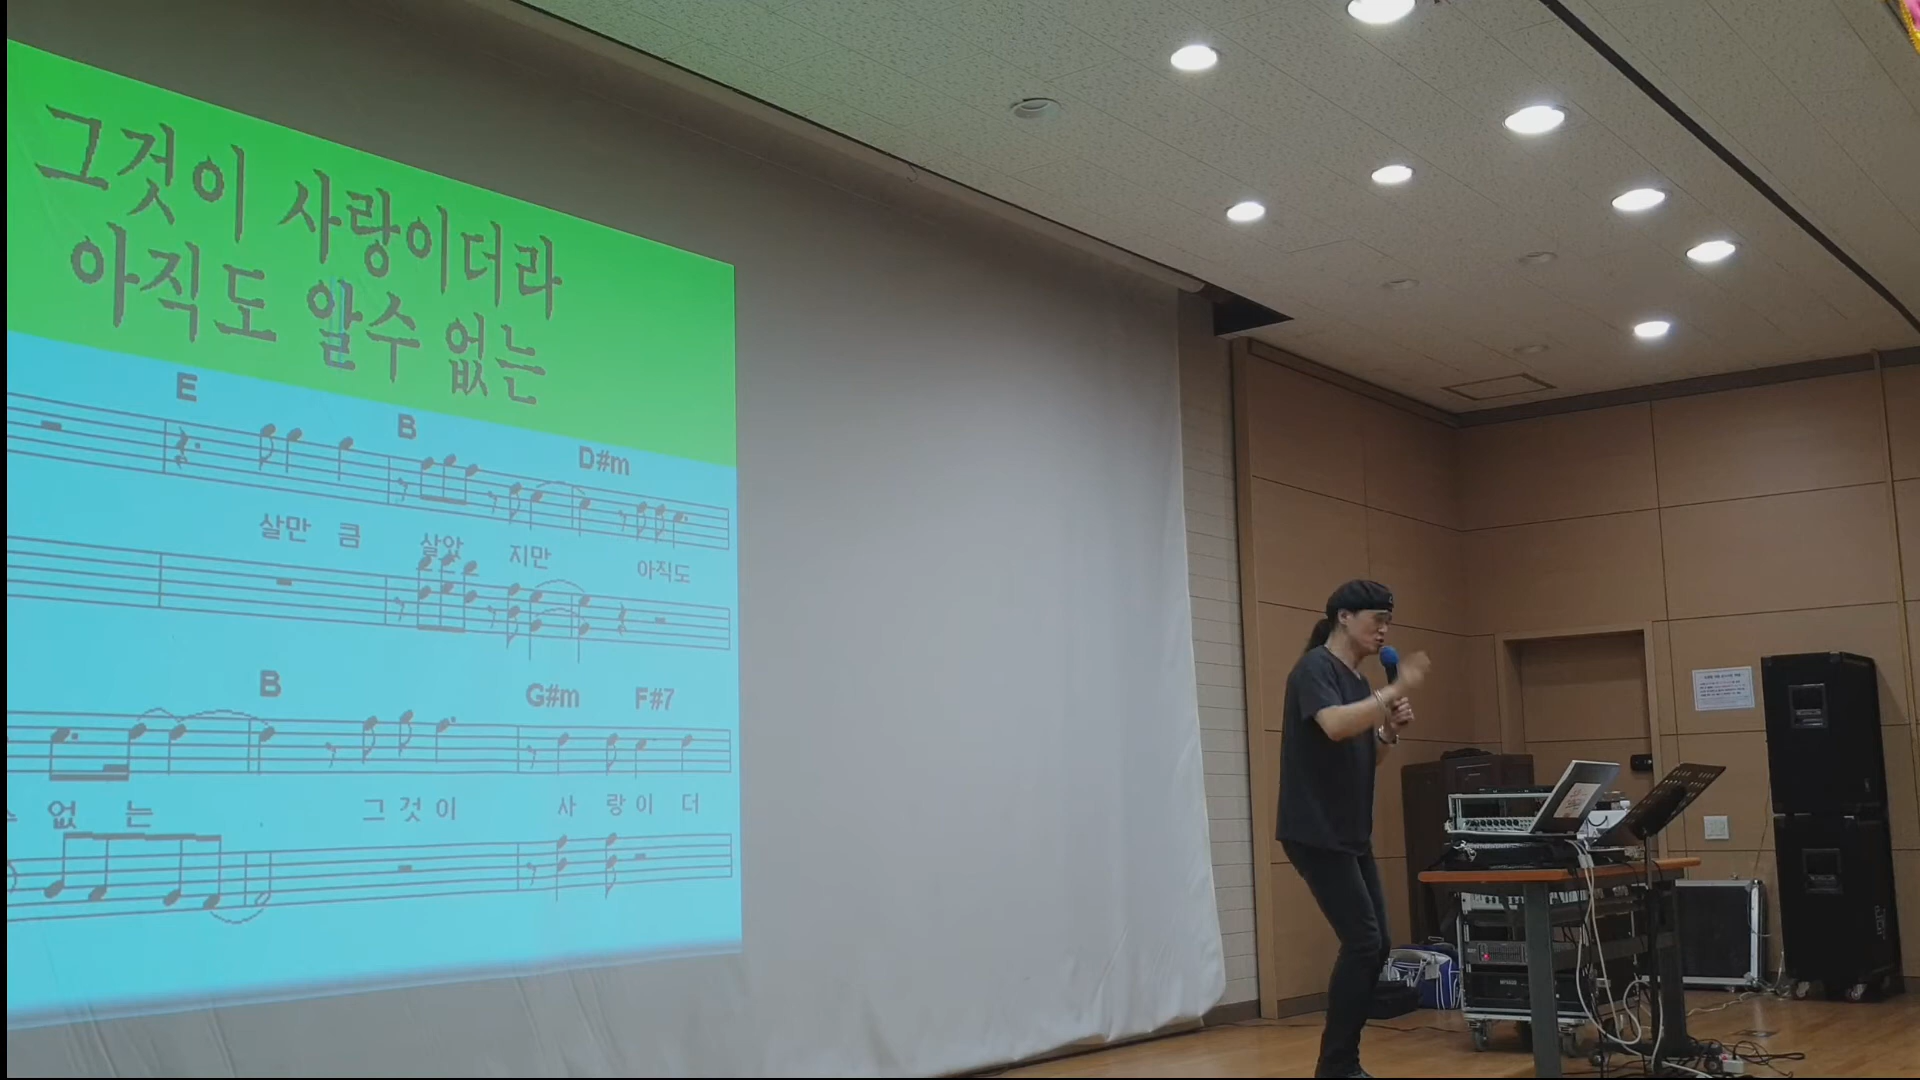 그것이 사랑이더라
아직도 알수 없는
E B D#m
살만 큼 살았 지만 아직도
B G#m F#7
없 는 그 것 이 사 랑 이 더